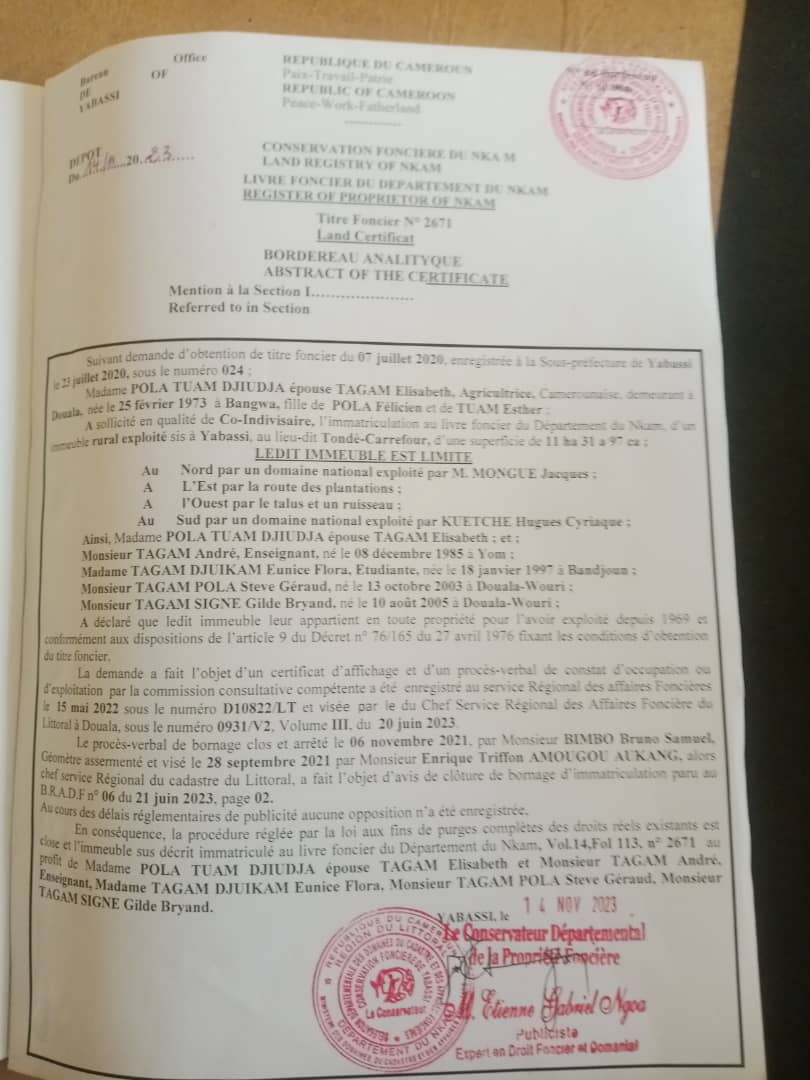 Bureau Office
DE OF
YABASSI
REPUBLIQUE DU CAMEROUN
Paix-Travail-Patrie
REPUBLIC OF CAMEROON
Peace-Work-Fatherland
DEPOT
Du 14/11 20.23
CONSERVATION FONCIERE DU NKAM
LAND REGISTRY OF NKAM
LIVRE FONCIER DU DEPARTEMENT DU NKAM
REGISTER OF PROPRIETOR OF NKAM
Titre Foncier N° 2671
Land Certificat
BORDEREAU ANALITYQUE
ABSTRACT OF THE CERTIFICATE
Mention à la Section I.....................
Referred to in Section
Suivant demande d'obtention de titre foncier du 07 juillet 2020, enregistrée à la Sous-préfecture de Yabassi
le 23 juillet 2020, sous le numéro 024 ;
Madame POLA TUAM DJIUDJA épouse TAGAM Elisabeth, Agricultrice, Camerounaise, demeurant à
Douala, née le 25 février 1973 à Bangwa, fille de POLA Félicien et de TUAM Esther ;
A sollicité en qualité de Co-Indivisaire, l'immatriculation au livre foncier du Département du Nkam, d'un
immeuble rural exploité sis à Yabassi, au lieu-dit Tondé-Carrefour, d'une superficie de 11 ha 31 a 97 ca ;
LEDIT IMMEUBLE EST LIMITE
Au Nord par un domaine national exploité par M. MONGUE Jacques ;
A L'Est par la route des plantations ;
A l'Ouest par le talus et un ruisseau ;
Au Sud par un domaine national exploité par KUETCHE Hugues Cyriaque ;
Ainsi, Madame POLA TUAM DJIUDJA épouse TAGAM Elisabeth ; et ;
Monsieur TAGAM André, Enseignant, né le 08 décembre 1985 à Yom ;
Madame TAGAM DJUIKAM Eunice Flora, Etudiante, née le 18 janvier 1997 à Bandjoun ;
Monsieur TAGAM POLA Steve Géraud, né le 13 octobre 2003 à Douala-Wouri ;
Monsieur TAGAM SIGNE Gilde Bryand, né le 10 août 2005 à Douala-Wouri ;
A déclaré que ledit immeuble leur appartient en toute propriété pour l'avoir exploité depuis 1969 et
conformément aux dispositions de l'article 9 du Décret n° 76/165 du 27 avril 1976 fixant les conditions d'obtention
du titre foncier.
La demande a fait l'objet d'un certificat d'affichage et d'un procès-verbal de constat d'occupation ou
d'exploitation par la commission consultative compétente a été enregistré au service Régional des affaires Foncières
le 15 mai 2022 sous le numéro D10822/LT et visée par le du Chef Service Régional des Affaires Foncière du
Littoral à Douala, sous le numéro 0931/V2, Volume III, du 20 juin 2023.
Le procès-verbal de bornage clos et arrêté le 06 novembre 2021, par Monsieur BIMBO Bruno Samuel,
Géomètre assermenté et visé le 28 septembre 2021 par Monsieur Enrique Triffon AMOUGOU AUKANG, alors
chef service Régional du cadastre du Littoral, a fait l'objet d'avis de clôture de bornage d'immatriculation paru au
B.R.A.D.F n° 06 du 21 juin 2023, page 02.
Au cours des délais réglementaires de publicité aucune opposition n'a été enregistrée.
En conséquence, la procédure réglée par la loi aux fins de purges complètes des droits réels existants est
close et l'immeuble sus décrit immatriculé au livre foncier du Département du Nkam, Vol.14,Fol 113, n° 2671 au
profit de Madame POLA TUAM DJIUDJA épouse TAGAM Elisabeth et Monsieur TAGAM André,
Enseignant, Madame TAGAM DJUIKAM Eunice Flora, Monsieur TAGAM POLA Steve Géraud, Monsieur
TAGAM SIGNE Gilde Bryand.
YABASSI, le 14 NOV 2023
Le Conservateur Départemental
de la Propriété Foncière
M. Etienne Gabriel Ngoa
Publiciste
Expert en Droit Foncier et Domanial
REPUBLIQUE DU CAMEROUN
REGION DU LITTORAL
CONSERVATION FONCIERE DE YABASSI
Le Conservateur
DEPARTEMENT DU NKAM